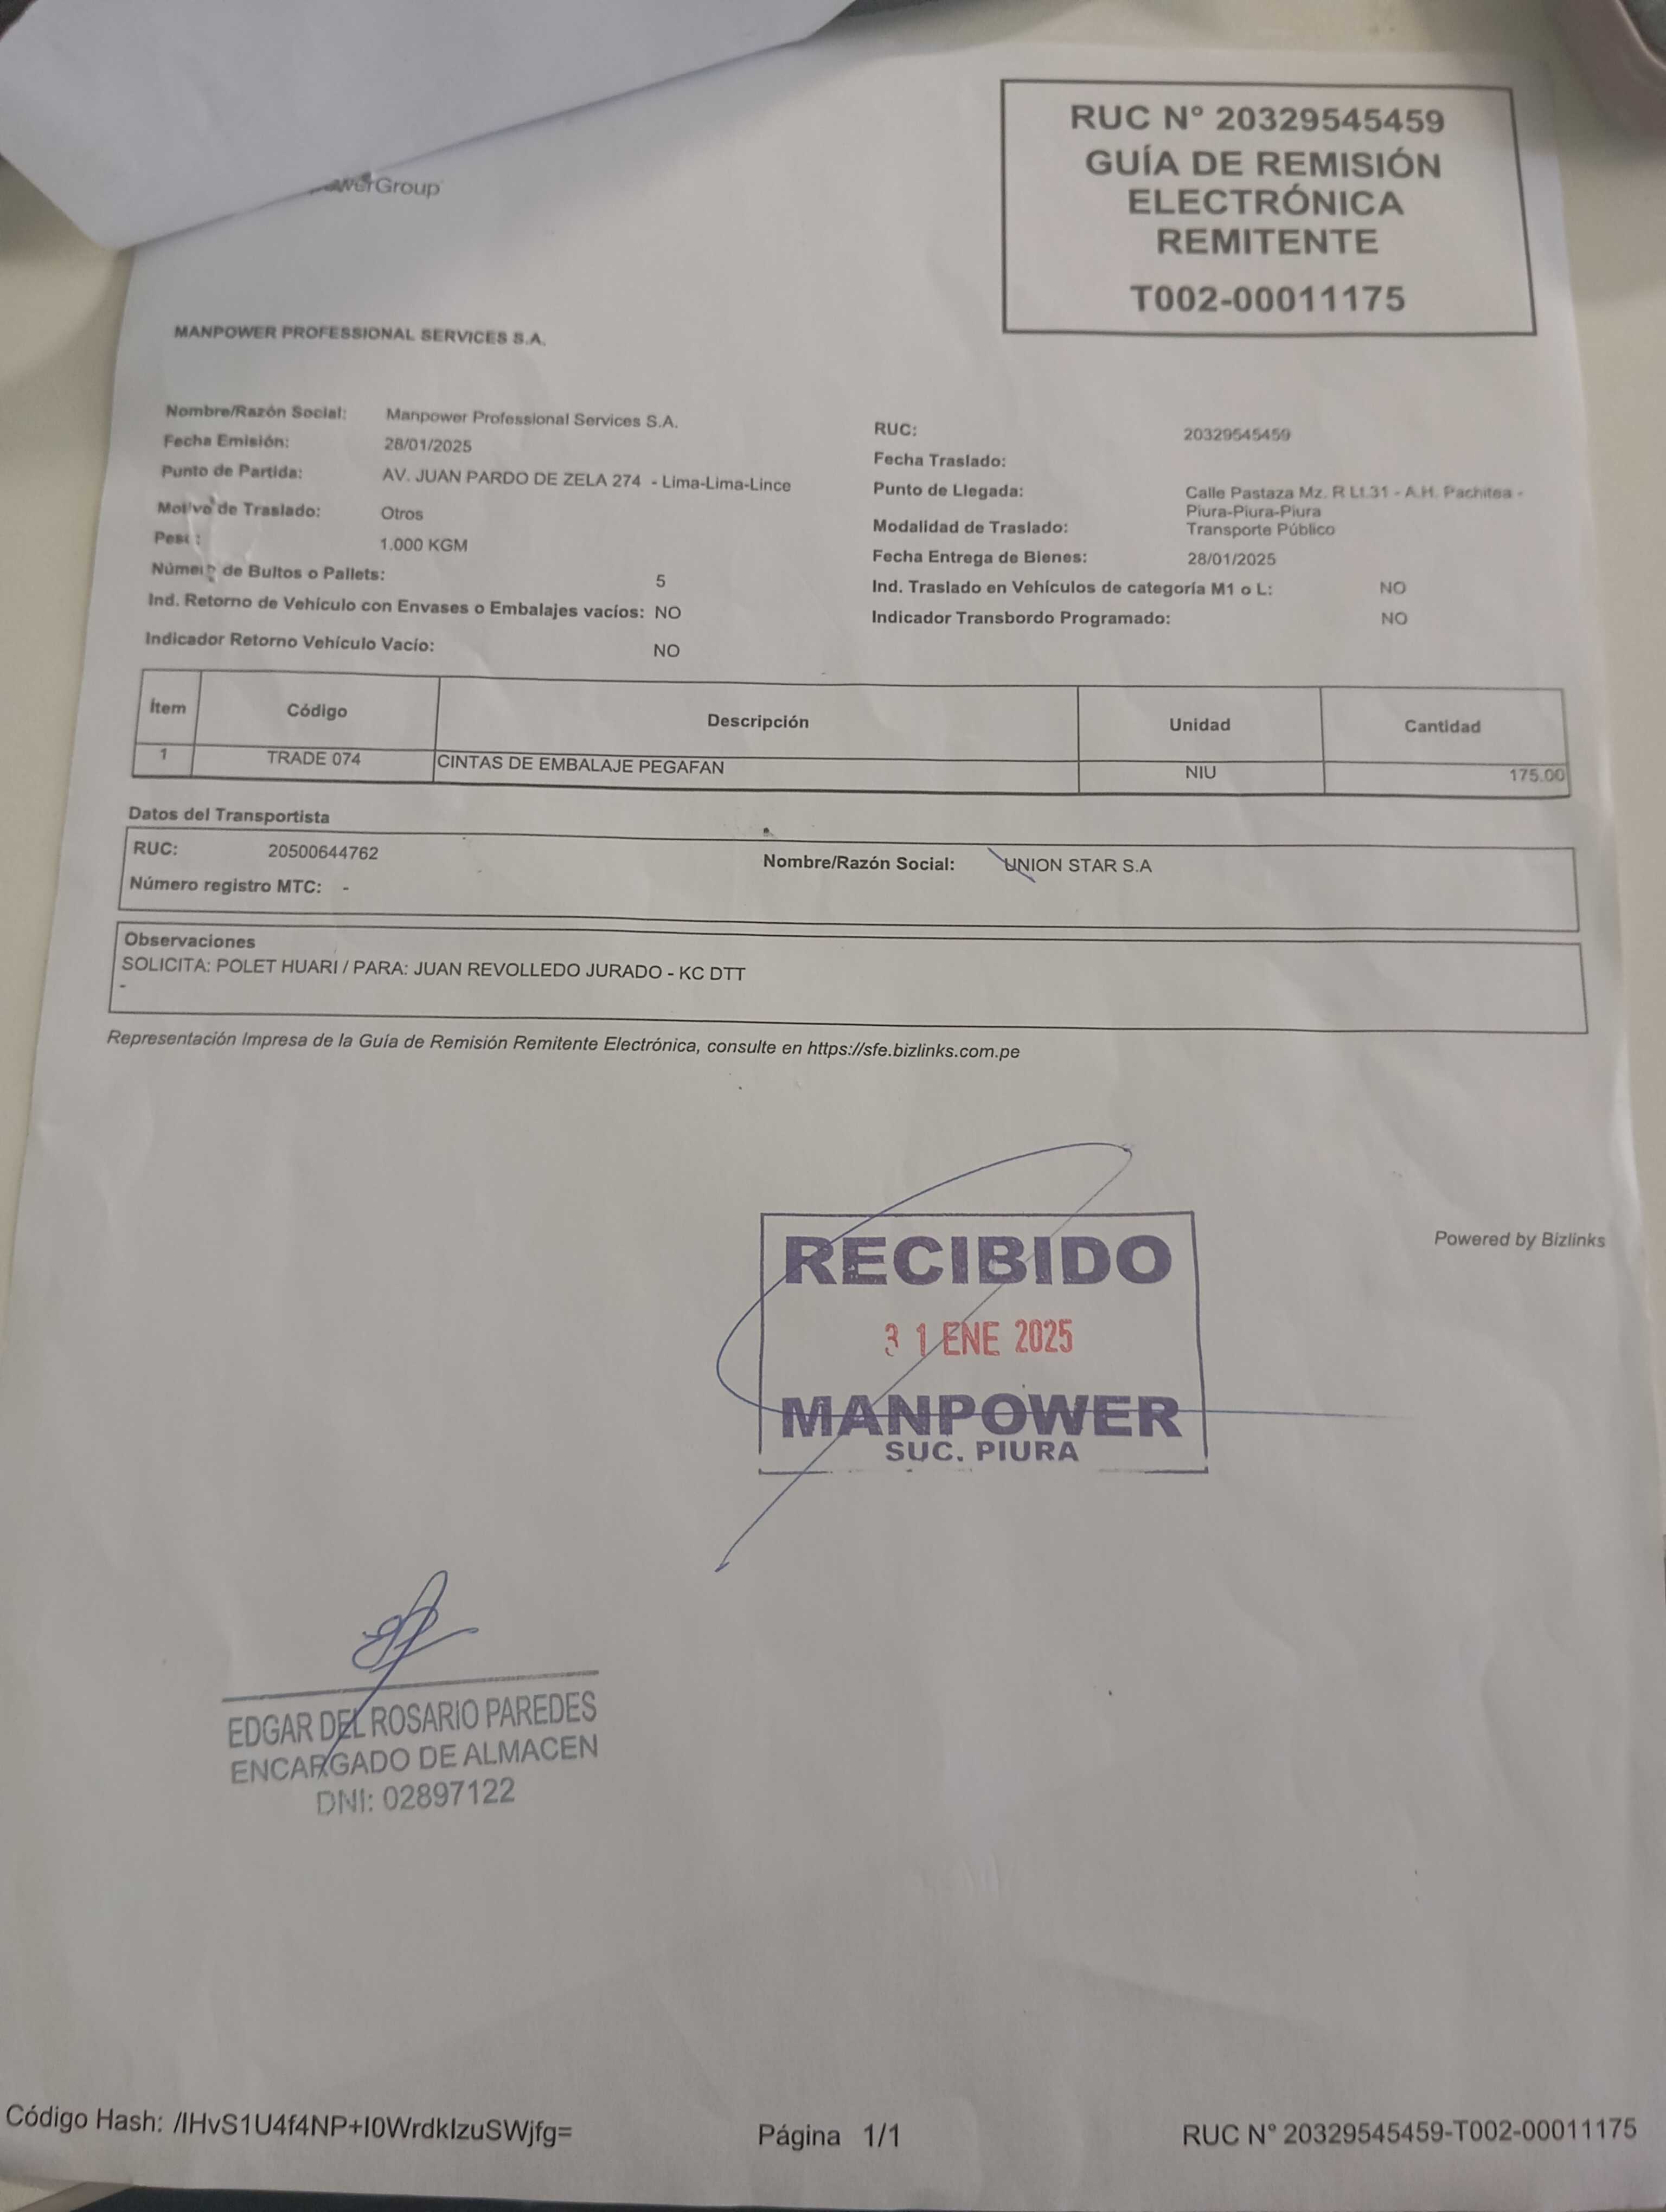 RUC N° 20329545459
GUÍA DE REMISIÓN
ELECTRÓNICA
REMITENTE
T002-00011175
werGroup
MANPOWER PROFESSIONAL SERVICES S.A.
Nombre/Razón Social: Manpower Professional Services S.A.
Fecha Emisión: 28/01/2025
Punto de Partida: AV. JUAN PARDO DE ZELA 274 - Lima-Lima-Lince
Motivo de Traslado: Otros
Peso : 1.000 KGM
Número de Bultos o Pallets: 5
Ind. Retorno de Vehículo con Envases o Embalajes vacíos: NO
Indicador Retorno Vehículo Vacío: NO
RUC: 20329545459
Fecha Traslado:
Punto de Llegada: Calle Pastaza Mz. R Lt.31 - A.H. Pachitea -
Piura-Piura-Piura
Modalidad de Traslado: Transporte Público
Fecha Entrega de Bienes: 28/01/2025
Ind. Traslado en Vehículos de categoría M1 o L: NO
Indicador Transbordo Programado: NO
Ítem Código Descripción Unidad Cantidad
1 TRADE 074 CINTAS DE EMBALAJE PEGAFAN NIU 175.00
Datos del Transportista
RUC: 20500644762 Nombre/Razón Social: UNION STAR S.A
Número registro MTC: -
Observaciones
SOLICITA: POLET HUARI / PARA: JUAN REVOLLEDO JURADO - KC DTT
-
Representación Impresa de la Guía de Remisión Remitente Electrónica, consulte en https://sfe.bizlinks.com.pe
Powered by Bizlinks
RECIBIDO
31 ENE 2025
MANPOWER
SUC. PIURA
EDGAR DEL ROSARIO PAREDES
ENCARGADO DE ALMACEN
DNI: 02897122
Código Hash: /IHvS1U4f4NP+I0WrdkIzuSWjfg= Página 1/1 RUC N° 20329545459-T002-00011175